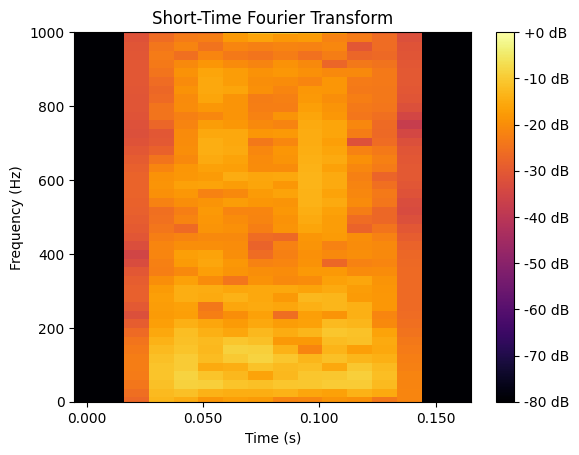 Short-Time Fourier Transform
1000
800
600
400
200
0
Frequency (Hz)
0.000
0.050
0.100
0.150
Time (s)
+0 dB
-10 dB
-20 dB
-30 dB
-40 dB
-50 dB
-60 dB
-70 dB
-80 dB